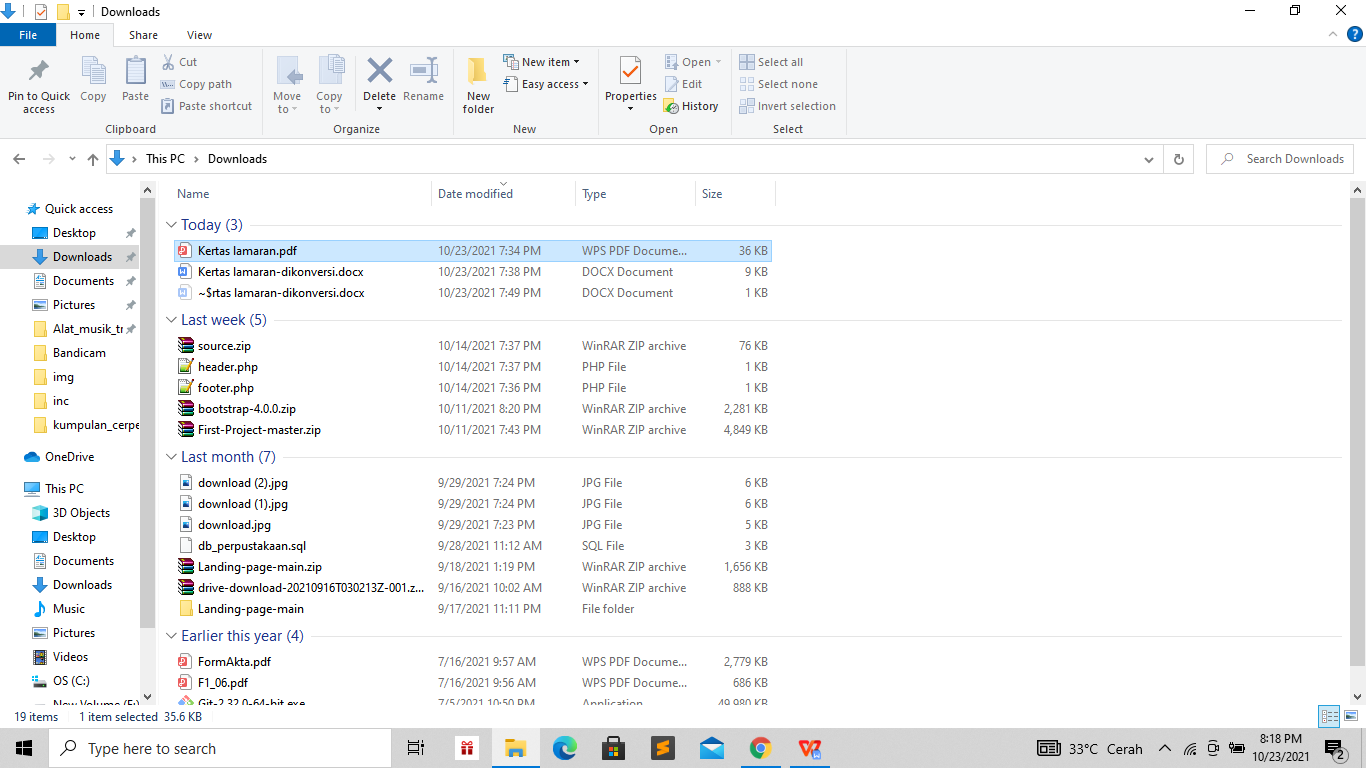 Downloads
File Home Share View
Pin to Quick access
Copy
Paste
Cut
Copy path
Paste shortcut
Clipboard
Move to
Copy to
Delete
Rename
Organize
New folder
New item
Easy access
New
Properties
Open
Edit
History
Open
Select all
Select none
Invert selection
Select
This PC > Downloads
Search Downloads
Quick access
Desktop
Downloads
Documents
Pictures
Alat_musik_tr
Bandicam
img
inc
kumpulan_cerpe
OneDrive
This PC
3D Objects
Desktop
Documents
Downloads
Music
Pictures
Videos
OS (C:)
New Volume (E:)
Name Date modified Type Size
Today (3)
Kertas lamaran.pdf 10/23/2021 7:34 PM WPS PDF Docume... 36 KB
Kertas lamaran-dikonversi.docx 10/23/2021 7:38 PM DOCX Document 9 KB
~$rtas lamaran-dikonversi.docx 10/23/2021 7:49 PM DOCX Document 1 KB
Last week (5)
source.zip 10/14/2021 7:37 PM WinRAR ZIP archive 76 KB
header.php 10/14/2021 7:37 PM PHP File 1 KB
footer.php 10/14/2021 7:36 PM PHP File 1 KB
bootstrap-4.0.0.zip 10/11/2021 8:20 PM WinRAR ZIP archive 2,281 KB
First-Project-master.zip 10/11/2021 7:43 PM WinRAR ZIP archive 4,849 KB
Last month (7)
download (2).jpg 9/29/2021 7:24 PM JPG File 6 KB
download (1).jpg 9/29/2021 7:24 PM JPG File 6 KB
download.jpg 9/29/2021 7:23 PM JPG File 5 KB
db_perpustakaan.sql 9/28/2021 11:12 AM SQL File 3 KB
Landing-page-main.zip 9/18/2021 1:19 PM WinRAR ZIP archive 1,656 KB
drive-download-20210916T030213Z-001.z... 9/16/2021 10:02 AM WinRAR ZIP archive 888 KB
Landing-page-main 9/17/2021 11:11 PM File folder
Earlier this year (4)
FormAkta.pdf 7/16/2021 9:57 AM WPS PDF Docume... 2,779 KB
F1_06.pdf 7/16/2021 9:56 AM WPS PDF Docume... 686 KB
Git-2.32.0-64-bit.exe 7/5/2021 10:50 PM Application 49,980 KB
19 items 1 item selected 35.6 KB
Type here to search
33°C Cerah
8:18 PM
10/23/2021
2